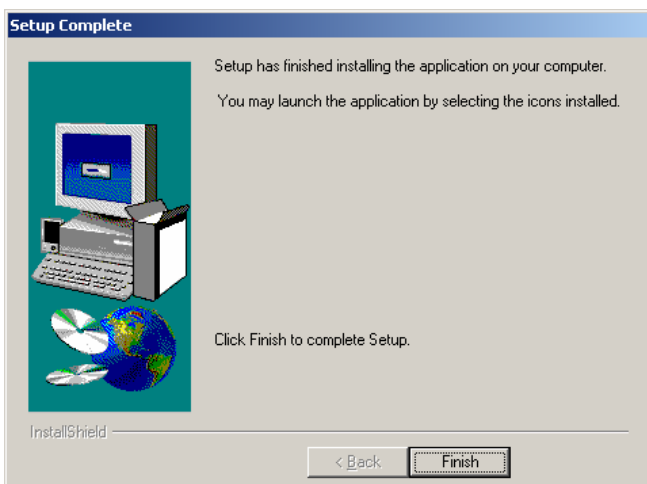 Setup Complete
Setup has finished installing the application on your computer.
You may launch the application by selecting the icons installed.
Click Finish to complete Setup.
InstallShield
< Back
Finish